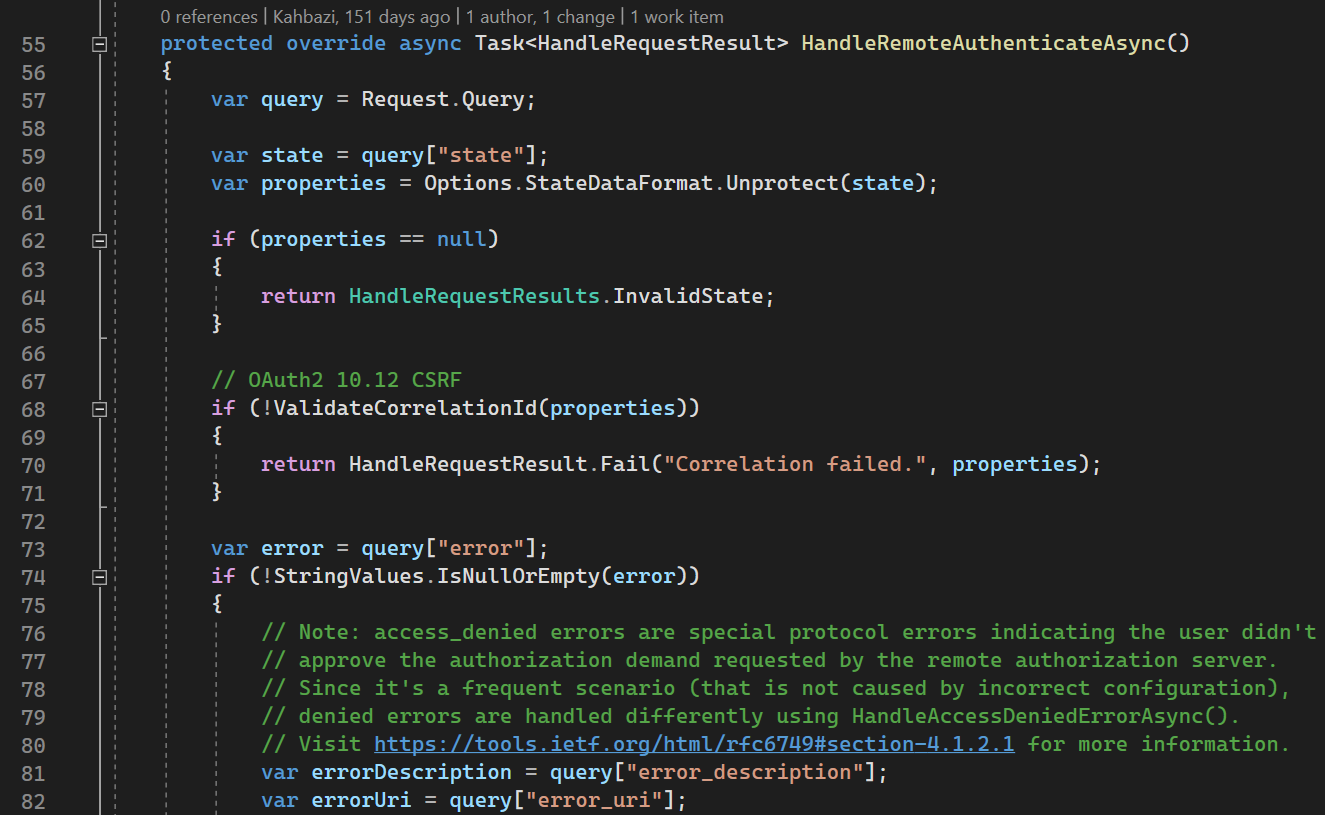 0 references | Kahbazi, 151 days ago | 1 author, 1 change | 1 work item
55 protected override async Task<HandleRequestResult> HandleRemoteAuthenticateAsync()
56 {
57 var query = Request.Query;
58
59 var state = query["state"];
60 var properties = Options.StateDataFormat.Unprotect(state);
61
62 if (properties == null)
63 {
64 return HandleRequestResults.InvalidState;
65 }
66
67 // OAuth2 10.12 CSRF
68 if (!ValidateCorrelationId(properties))
69 {
70 return HandleRequestResult.Fail("Correlation failed.", properties);
71 }
72
73 var error = query["error"];
74 if (!StringValues.IsNullOrEmpty(error))
75 {
76 // Note: access_denied errors are special protocol errors indicating the user didn't
77 // approve the authorization demand requested by the remote authorization server.
78 // Since it's a frequent scenario (that is not caused by incorrect configuration),
79 // denied errors are handled differently using HandleAccessDeniedErrorAsync().
80 // Visit https://tools.ietf.org/html/rfc6749#section-4.1.2.1 for more information.
81 var errorDescription = query["error_description"];
82 var errorUri = query["error_uri"];